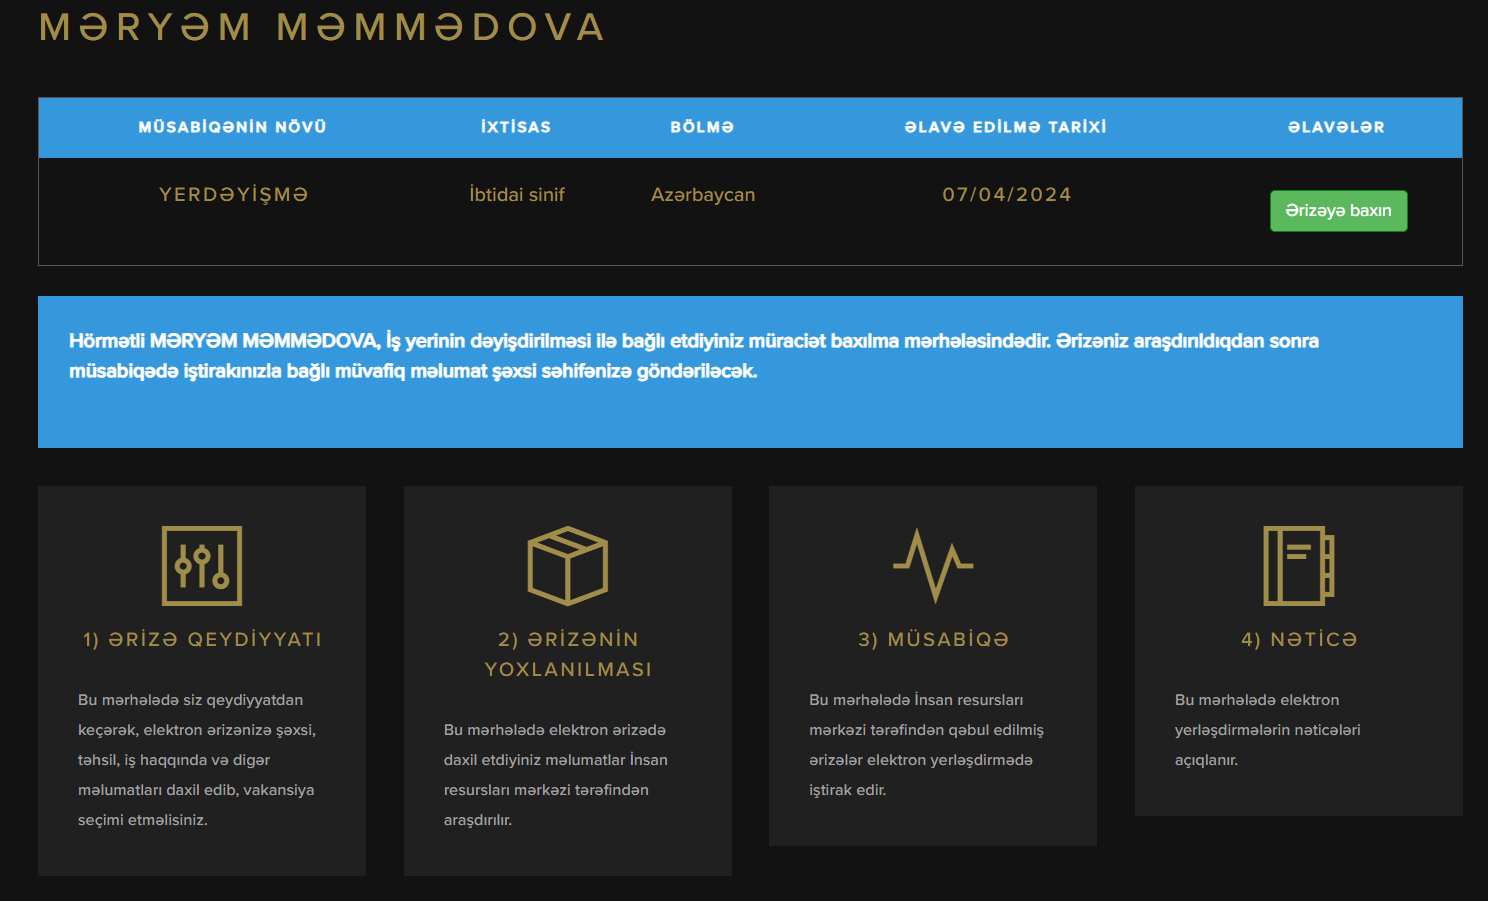 MƏRYƏM MƏMMƏDOVA
MÜSABİQƏNİN NÖVÜ İXTİSAS BÖLMƏ ƏLAVƏ EDİLMƏ TARİXİ ƏLAVƏLƏR
YERDƏYİŞMƏ İbtidai sinif Azərbaycan 07/04/2024 Ərizəyə baxın
Hörmətli MƏRYƏM MƏMMƏDOVA, İş yerinin dəyişdirilməsi ilə bağlı etdiyiniz müraciət baxılma mərhələsindədir. Ərizəniz araşdırıldıqdan sonra
müsabiqədə iştirakınızla bağlı müvafiq məlumat şəxsi səhifənizə göndəriləcək.
1) ƏRİZƏ QEYDİYYATI
Bu mərhələdə siz qeydiyyatdan
keçərək, elektron ərizənizə şəxsi,
təhsil, iş haqqında və digər
məlumatları daxil edib, vakansiya
seçimi etməlisiniz.
2) ƏRİZƏNİN
YOXLANILMASI
Bu mərhələdə elektron ərizədə
daxil etdiyiniz məlumatlar İnsan
resursları mərkəzi tərəfindən
araşdırılır.
3) MÜSABİQƏ
Bu mərhələdə İnsan resursları
mərkəzi tərəfindən qəbul edilmiş
ərizələr elektron yerləşdirmədə
iştirak edir.
4) NƏTİCƏ
Bu mərhələdə elektron
yerləşdirmələrin nəticələri
açıqlanır.